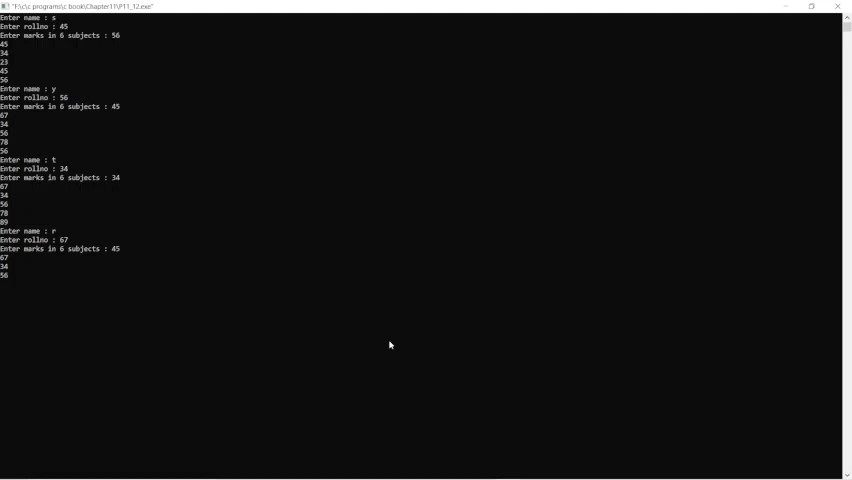 "F:\c\c programs\c book\Chapter11\P11_12.exe"
Enter name : s
Enter rollno : 45
Enter marks in 6 subjects : 56
45
34
23
45
56
Enter name : y
Enter rollno : 56
Enter marks in 6 subjects : 45
67
34
56
78
56
Enter name : t
Enter rollno : 34
Enter marks in 6 subjects : 34
67
34
56
78
89
Enter name : r
Enter rollno : 67
Enter marks in 6 subjects : 45
67
34
56